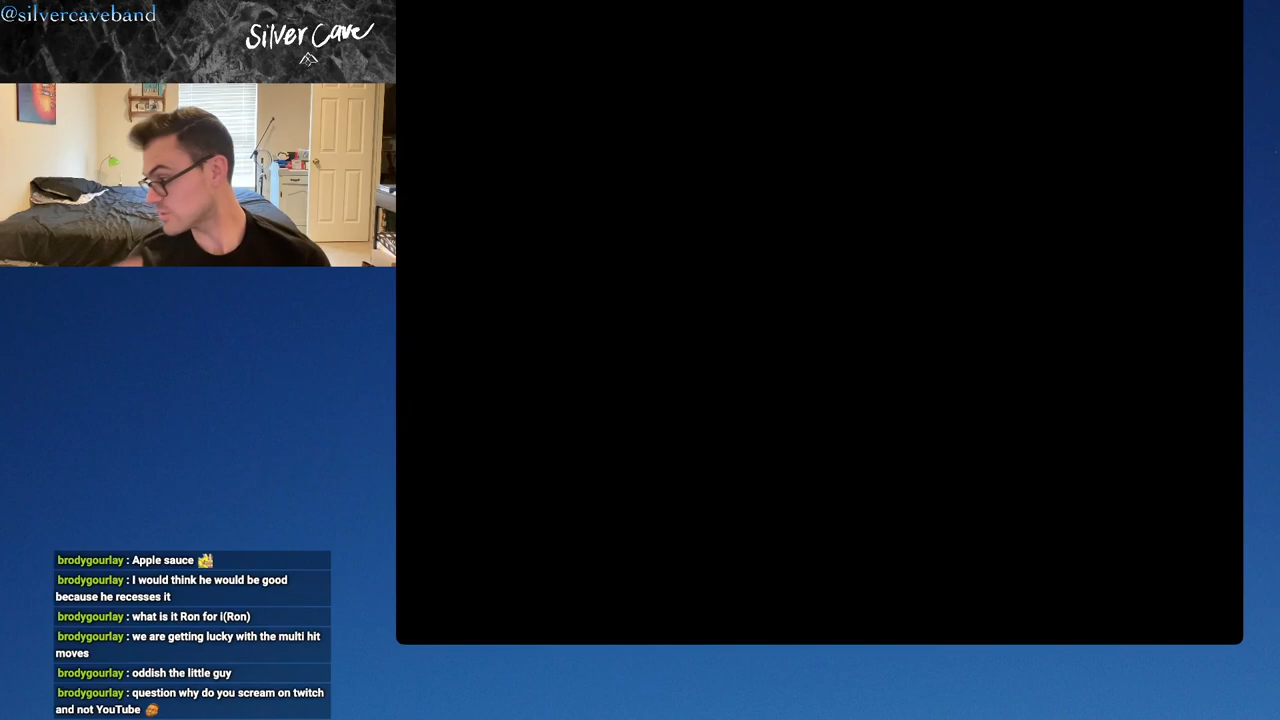 @silvercaveband
Silver Cave
brodygourlay : Apple sauce
brodygourlay : I would think he would be good
because he recesses it
brodygourlay : what is it Ron for i(Ron)
brodygourlay : we are getting lucky with the multi hit
moves
brodygourlay : oddish the little guy
brodygourlay : question why do you scream on twitch
and not YouTube